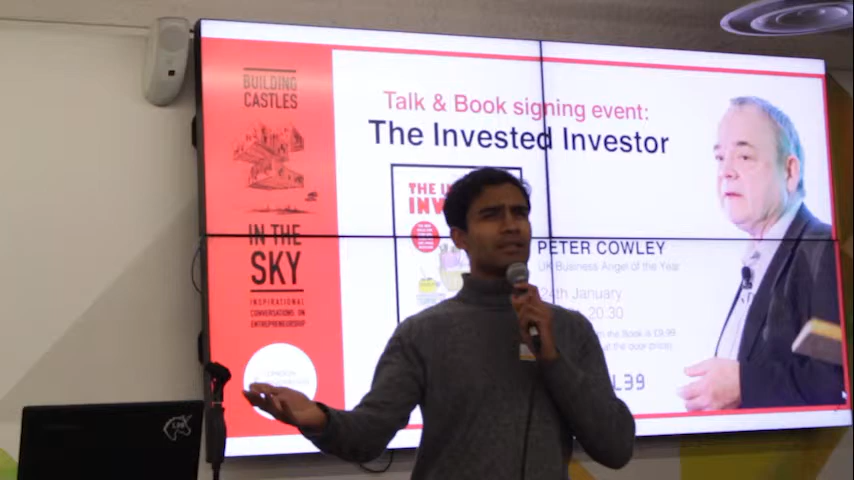 BUILDING
CASTLES
IN THE
SKY
INSPIRATIONAL
CONVERSATIONS ON
ENTREPRENEURSHIP
Talk & Book signing event:
The Invested Investor
THE
INV
PETER COWLEY
UK Business Angel of the Year
24th January
20:30
the Book is £9.99
at the door price)
L39